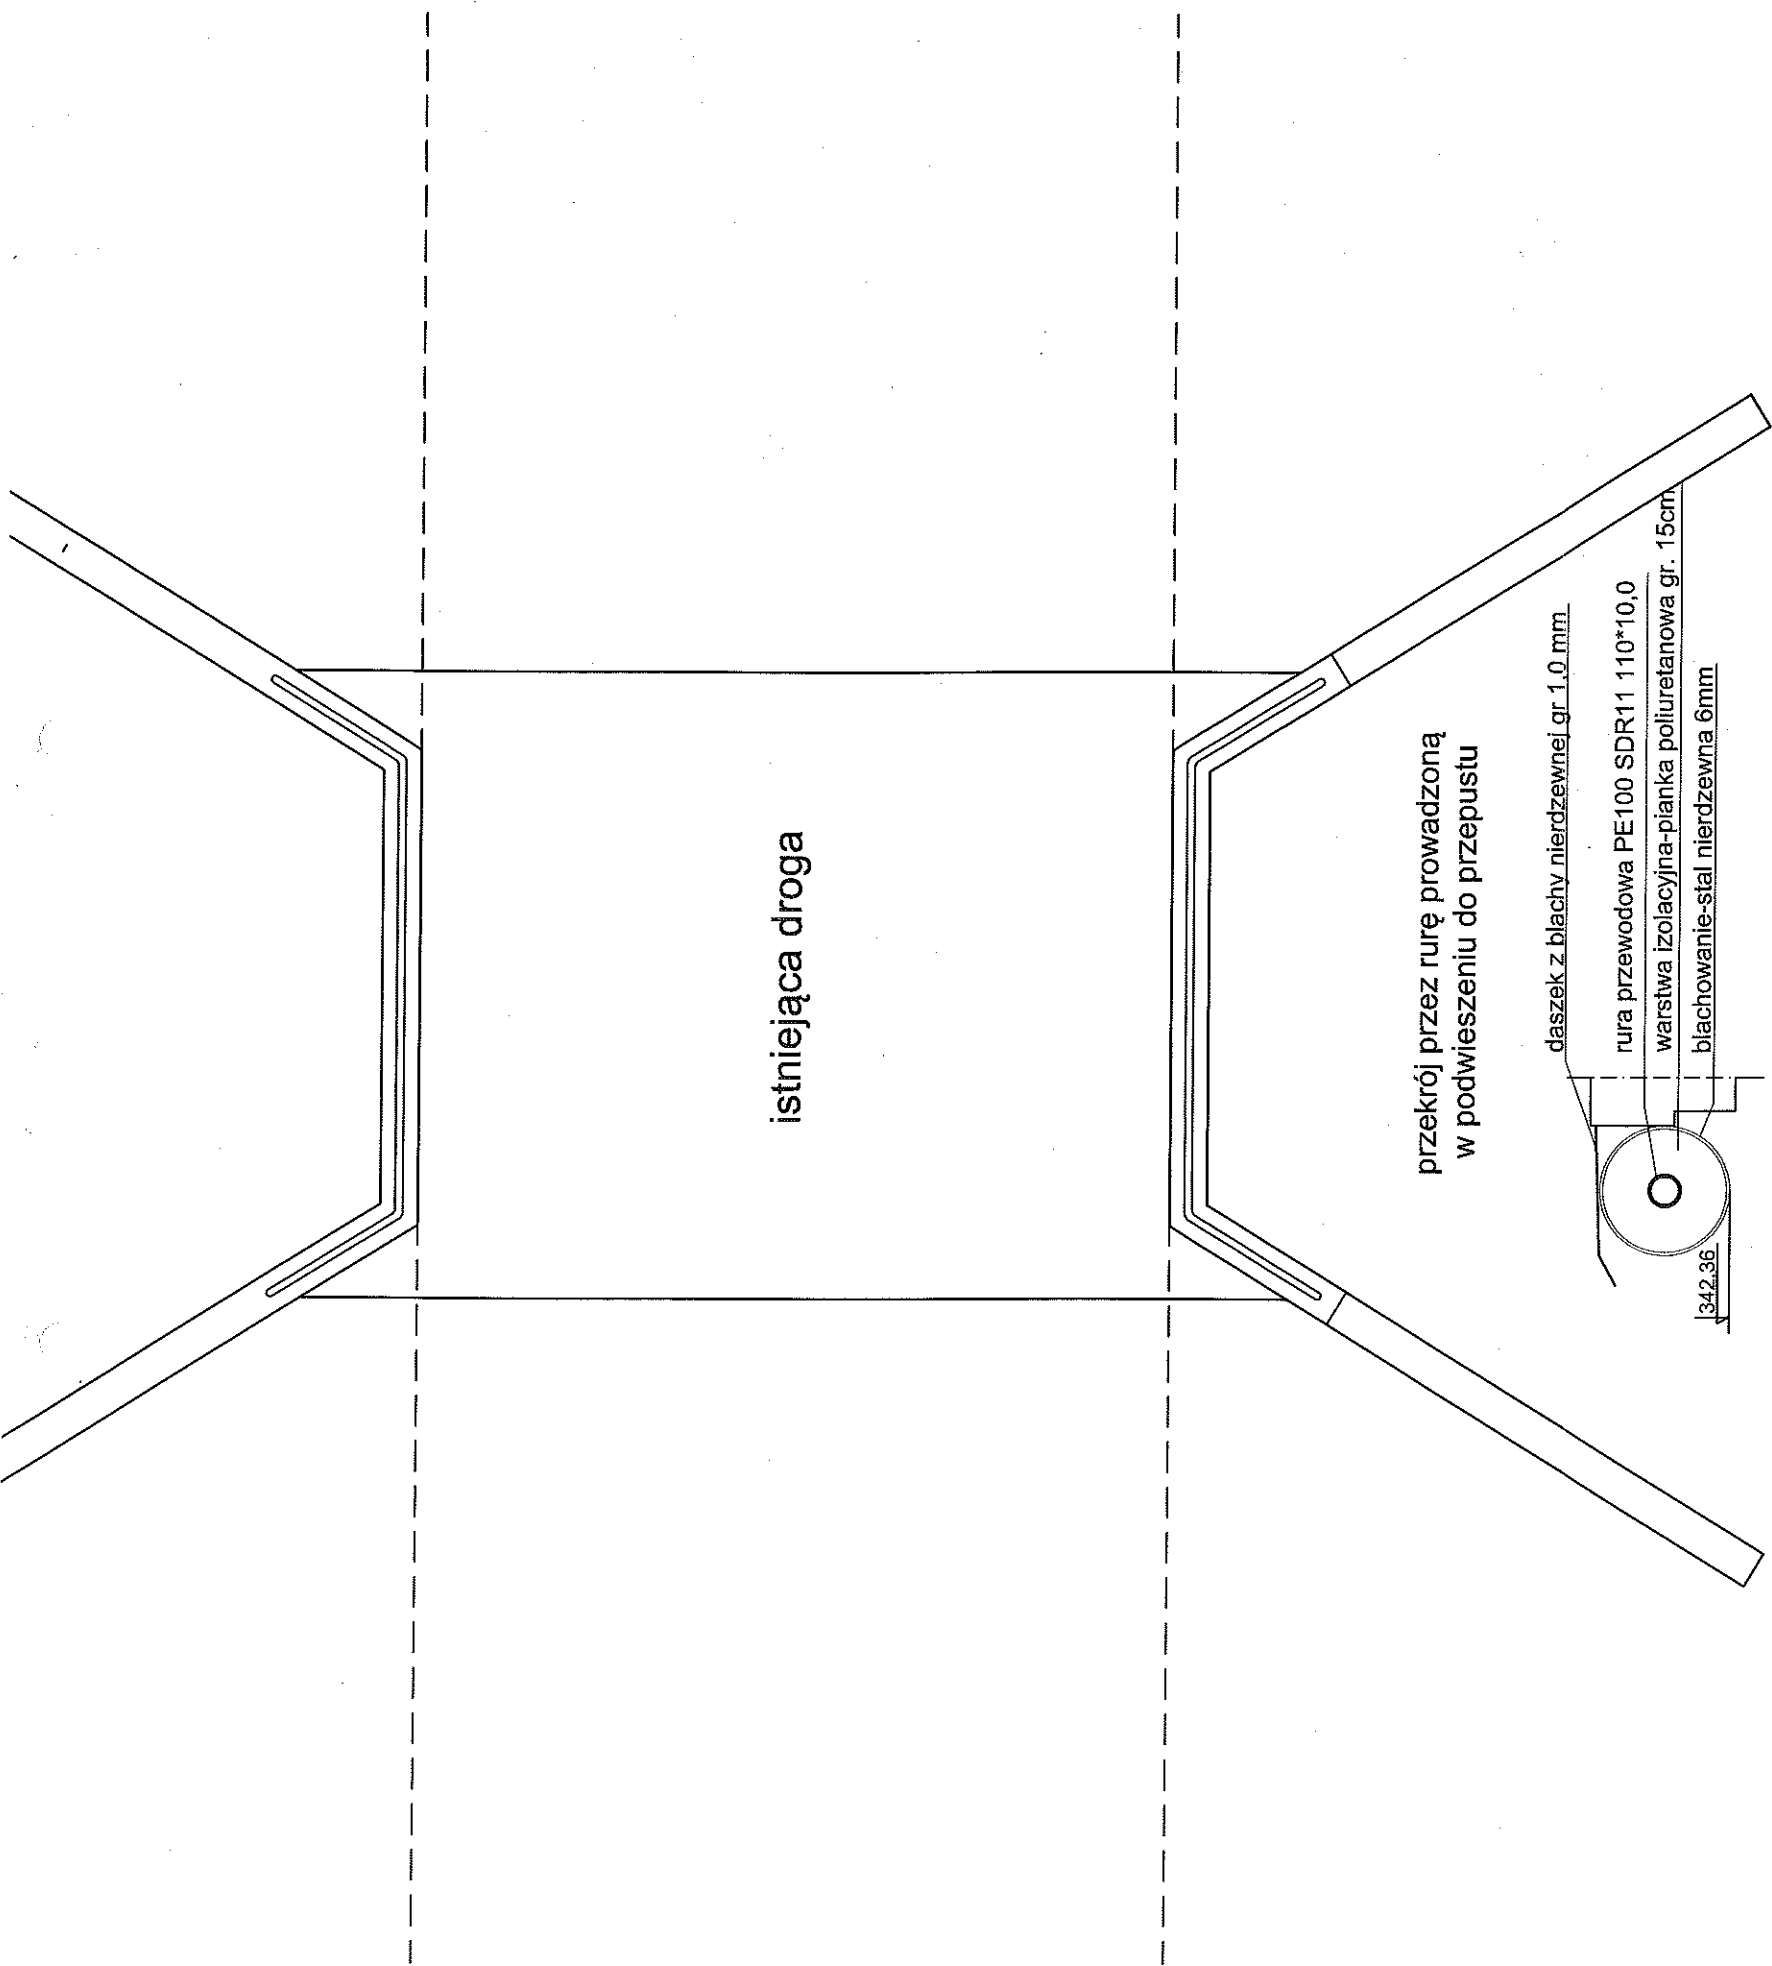 istniejąca droga
przekrój przez rurę prowadzoną
w podwieszeniu do przepustu
daszek z blachy nierdzewnej gr 1,0 mm
rura przewodowa PE100 SDR11 110*10,0
warstwa izolacyjna-pianka poliuretanowa gr. 15cm
blachowanie-stal nierdzewna 6mm
342,36